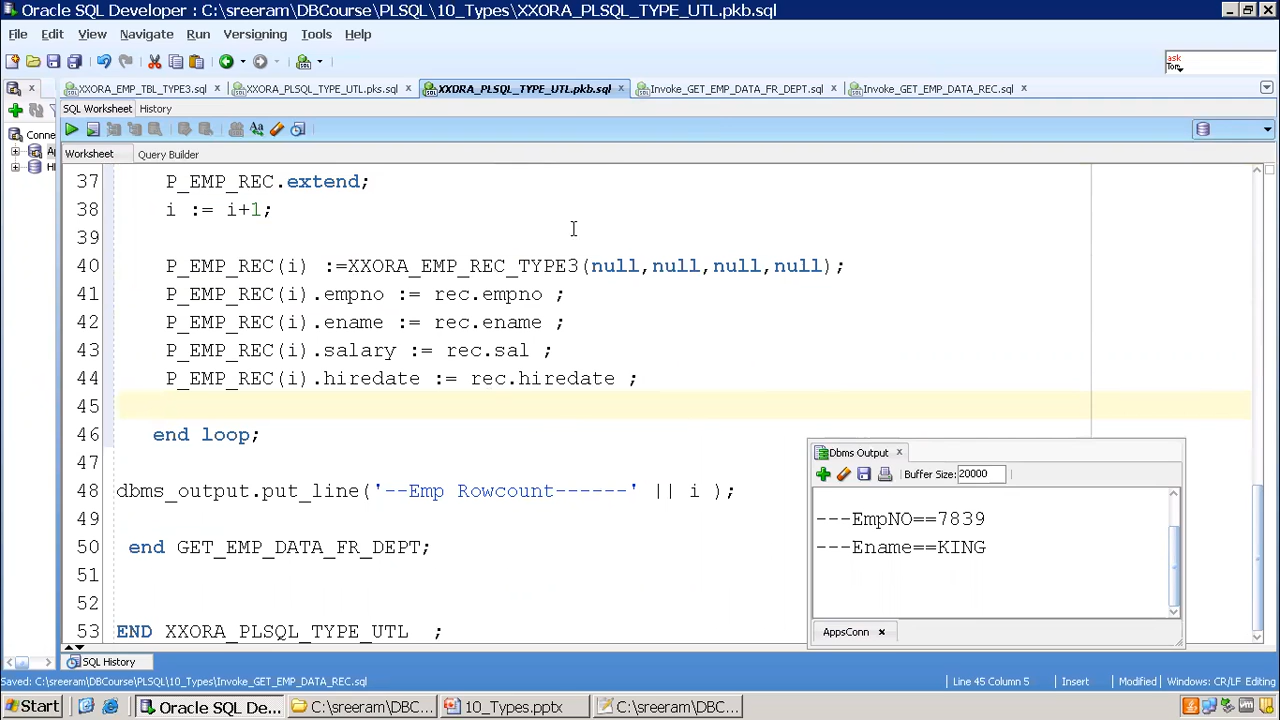 Oracle SQL Developer : C:\sreeram\DBCourse\PLSQL\10_Types\XXORA_PLSQL_TYPE_UTL.pkb.sql
File Edit View Navigate Run Versioning Tools Help
ask
Tom
XXORA_EMP_TBL_TYPE3.sql XXORA_PLSQL_TYPE_UTL.pks.sql XXORA_PLSQL_TYPE_UTL.pkb.sql Invoke_GET_EMP_DATA_FR_DEPT.sql Invoke_GET_EMP_DATA_REC.sql
SQL Worksheet History
Conne
Worksheet Query Builder
37 P_EMP_REC.extend;
38 i := i+1;
39
40 P_EMP_REC(i) :=XXORA_EMP_REC_TYPE3(null,null,null,null);
41 P_EMP_REC(i).empno := rec.empno ;
42 P_EMP_REC(i).ename := rec.ename ;
43 P_EMP_REC(i).salary := rec.sal ;
44 P_EMP_REC(i).hiredate := rec.hiredate ;
45
46 end loop;
47
48 dbms_output.put_line('--Emp Rowcount------' || i );
49
50 end GET_EMP_DATA_FR_DEPT;
51
52
53 END XXORA_PLSQL_TYPE_UTL ;
Dbms Output
Buffer Size: 20000
---EmpNO==7839
---Ename==KING
AppsConn
SQL History
Saved: C:\sreeram\DBCourse\PLSQL\10_Types\Invoke_GET_EMP_DATA_REC.sql
Line 45 Column 5 Insert Modified Windows: CR/LF Editing
Start Oracle SQL De... C:\sreeram\DBC... 10_Types.pptx C:\sreeram\DBC...